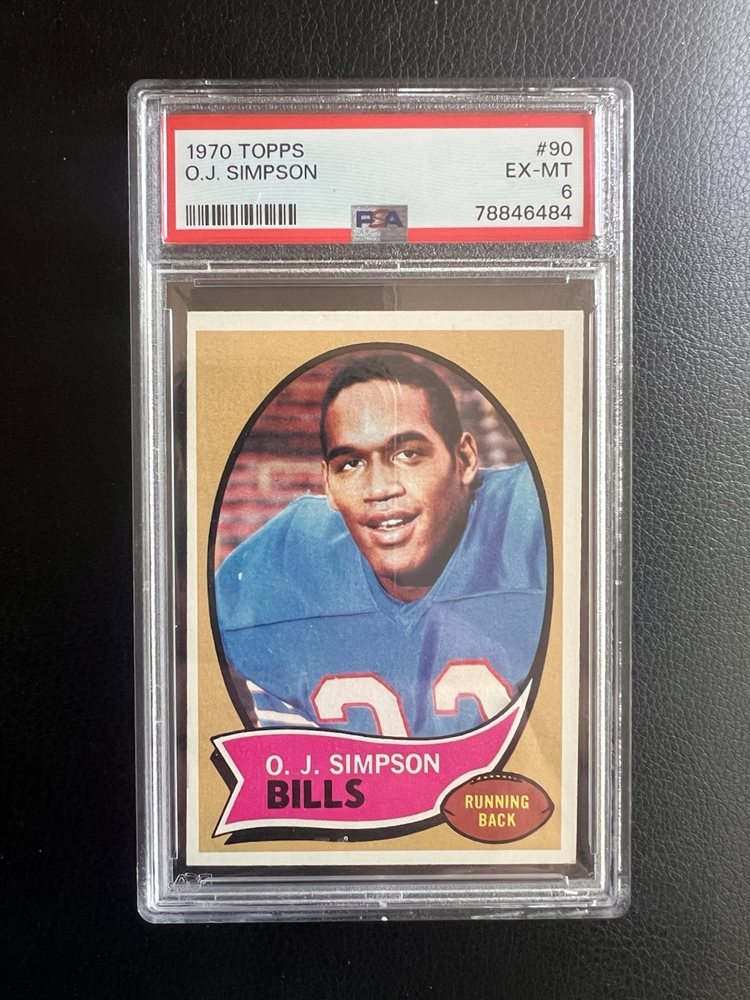 1970 TOPPS #90
O.J. SIMPSON EX-MT
6
PSA 78846484
O. J. SIMPSON
BILLS
RUNNING
BACK